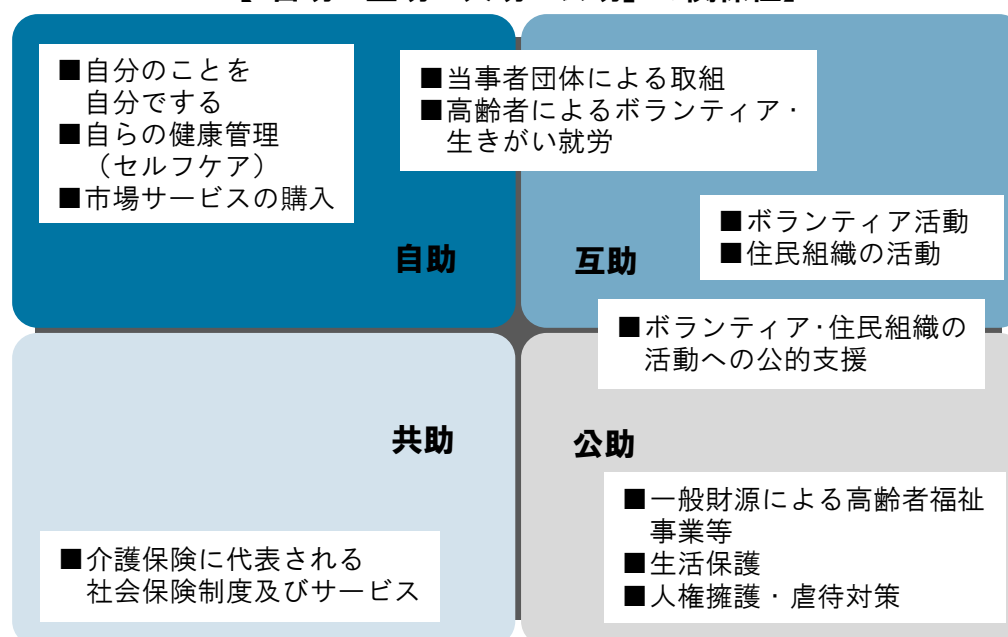 ■自分のことを
自分でする
■自らの健康管理
（セルフケア）
■市場サービスの購入
■当事者団体による取組
■高齢者によるボランティア・
生きがい就労
■ボランティア活動
■住民組織の活動
自助
互助
■ボランティア・住民組織の
活動への公的支援
共助
公助
■介護保険に代表される
社会保険制度及びサービス
■一般財源による高齢者福祉
事業等
■生活保護
■人権擁護・虐待対策